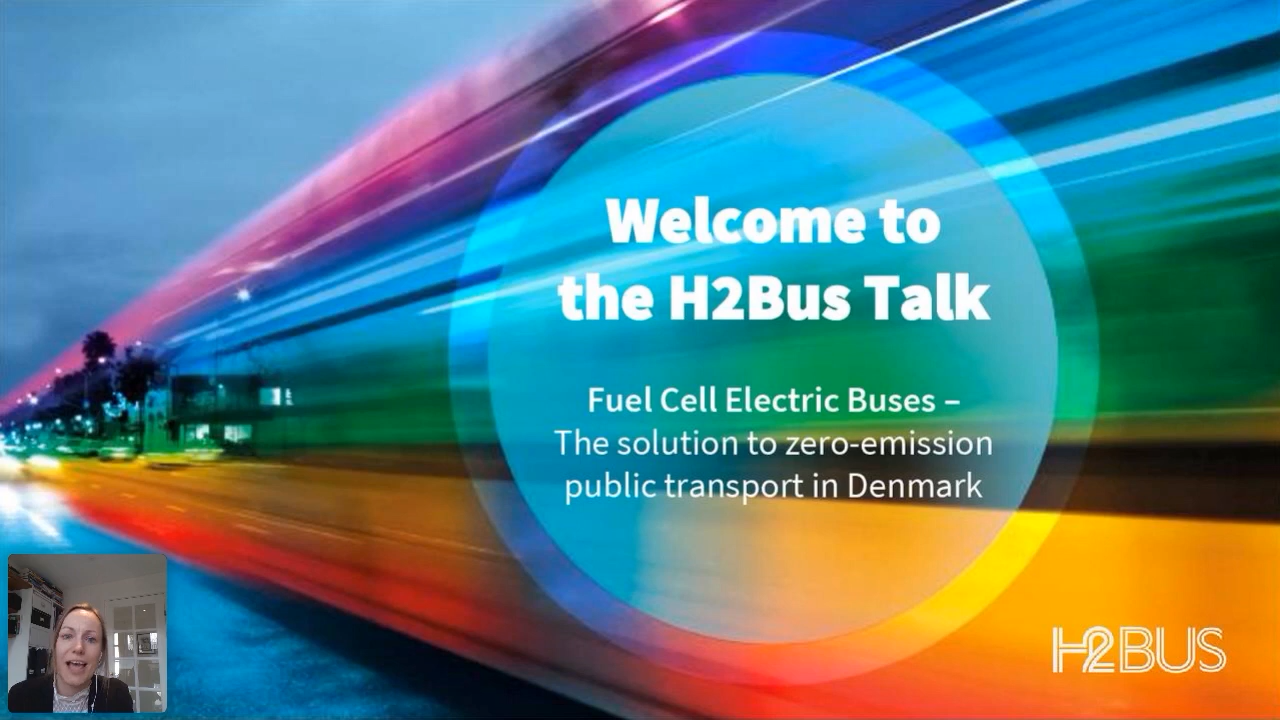 Welcome to
the H2Bus Talk
Fuel Cell Electric Buses –
The solution to zero-emission
public transport in Denmark
H2BUS